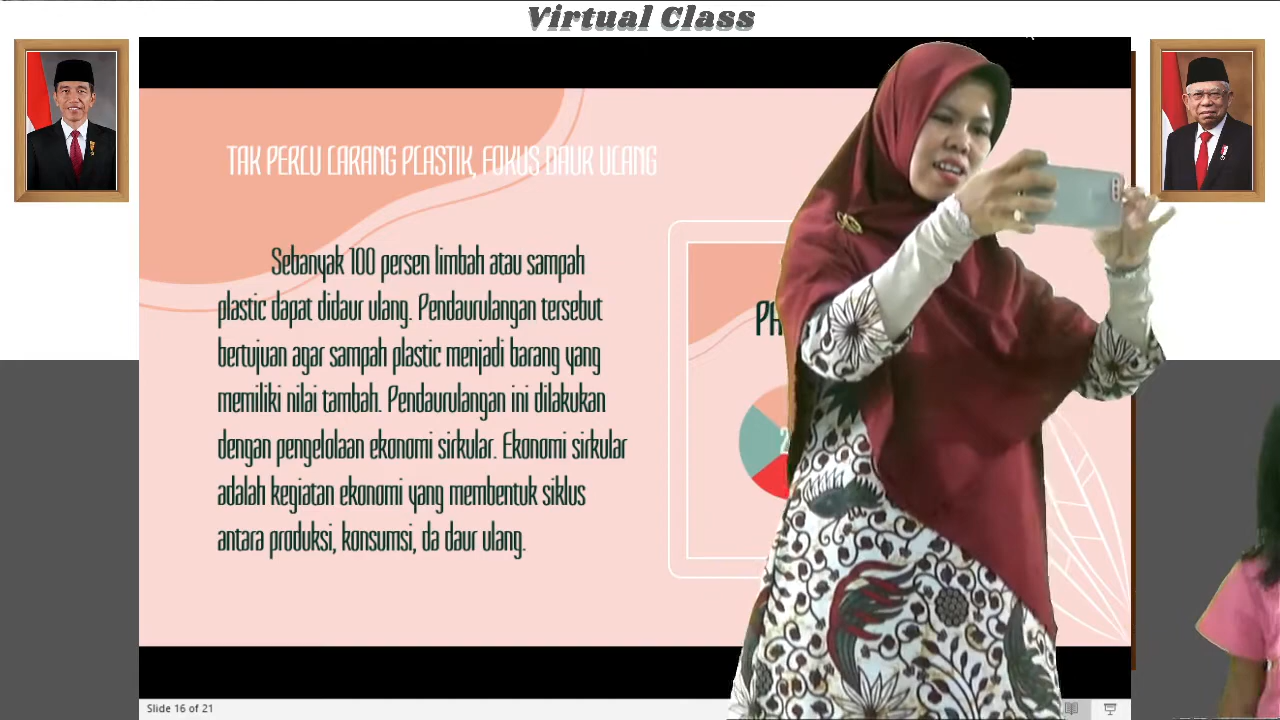 Virtual Class
TAK PERLU LARANG PLASTIK, FOKUS DAUR ULANG
Sebanyak 100 persen limbah atau sampah
plastic dapat didaur ulang. Pendaurulangan tersebut
bertujuan agar sampah plastic menjadi barang yang
memiliki nilai tambah. Pendaurulangan ini dilakukan
dengan pengelolaan ekonomi sirkular. Ekonomi sirkular
adalah kegiatan ekonomi yang membentuk siklus
antara produksi, konsumsi, da daur ulang.
Slide 16 of 21